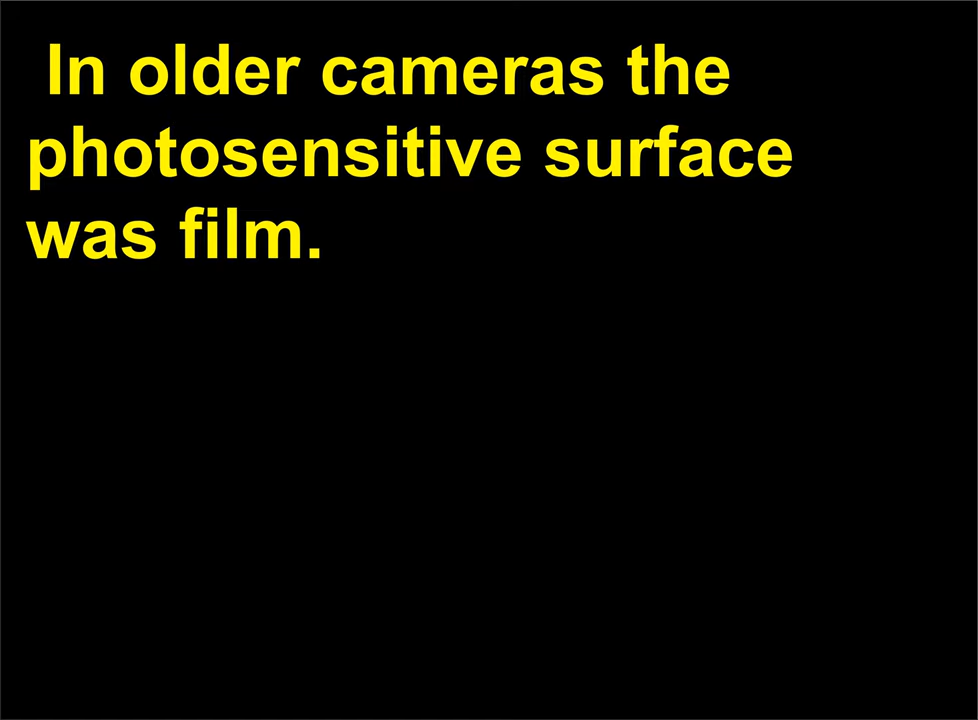 In older cameras the
photosensitive surface
was film.